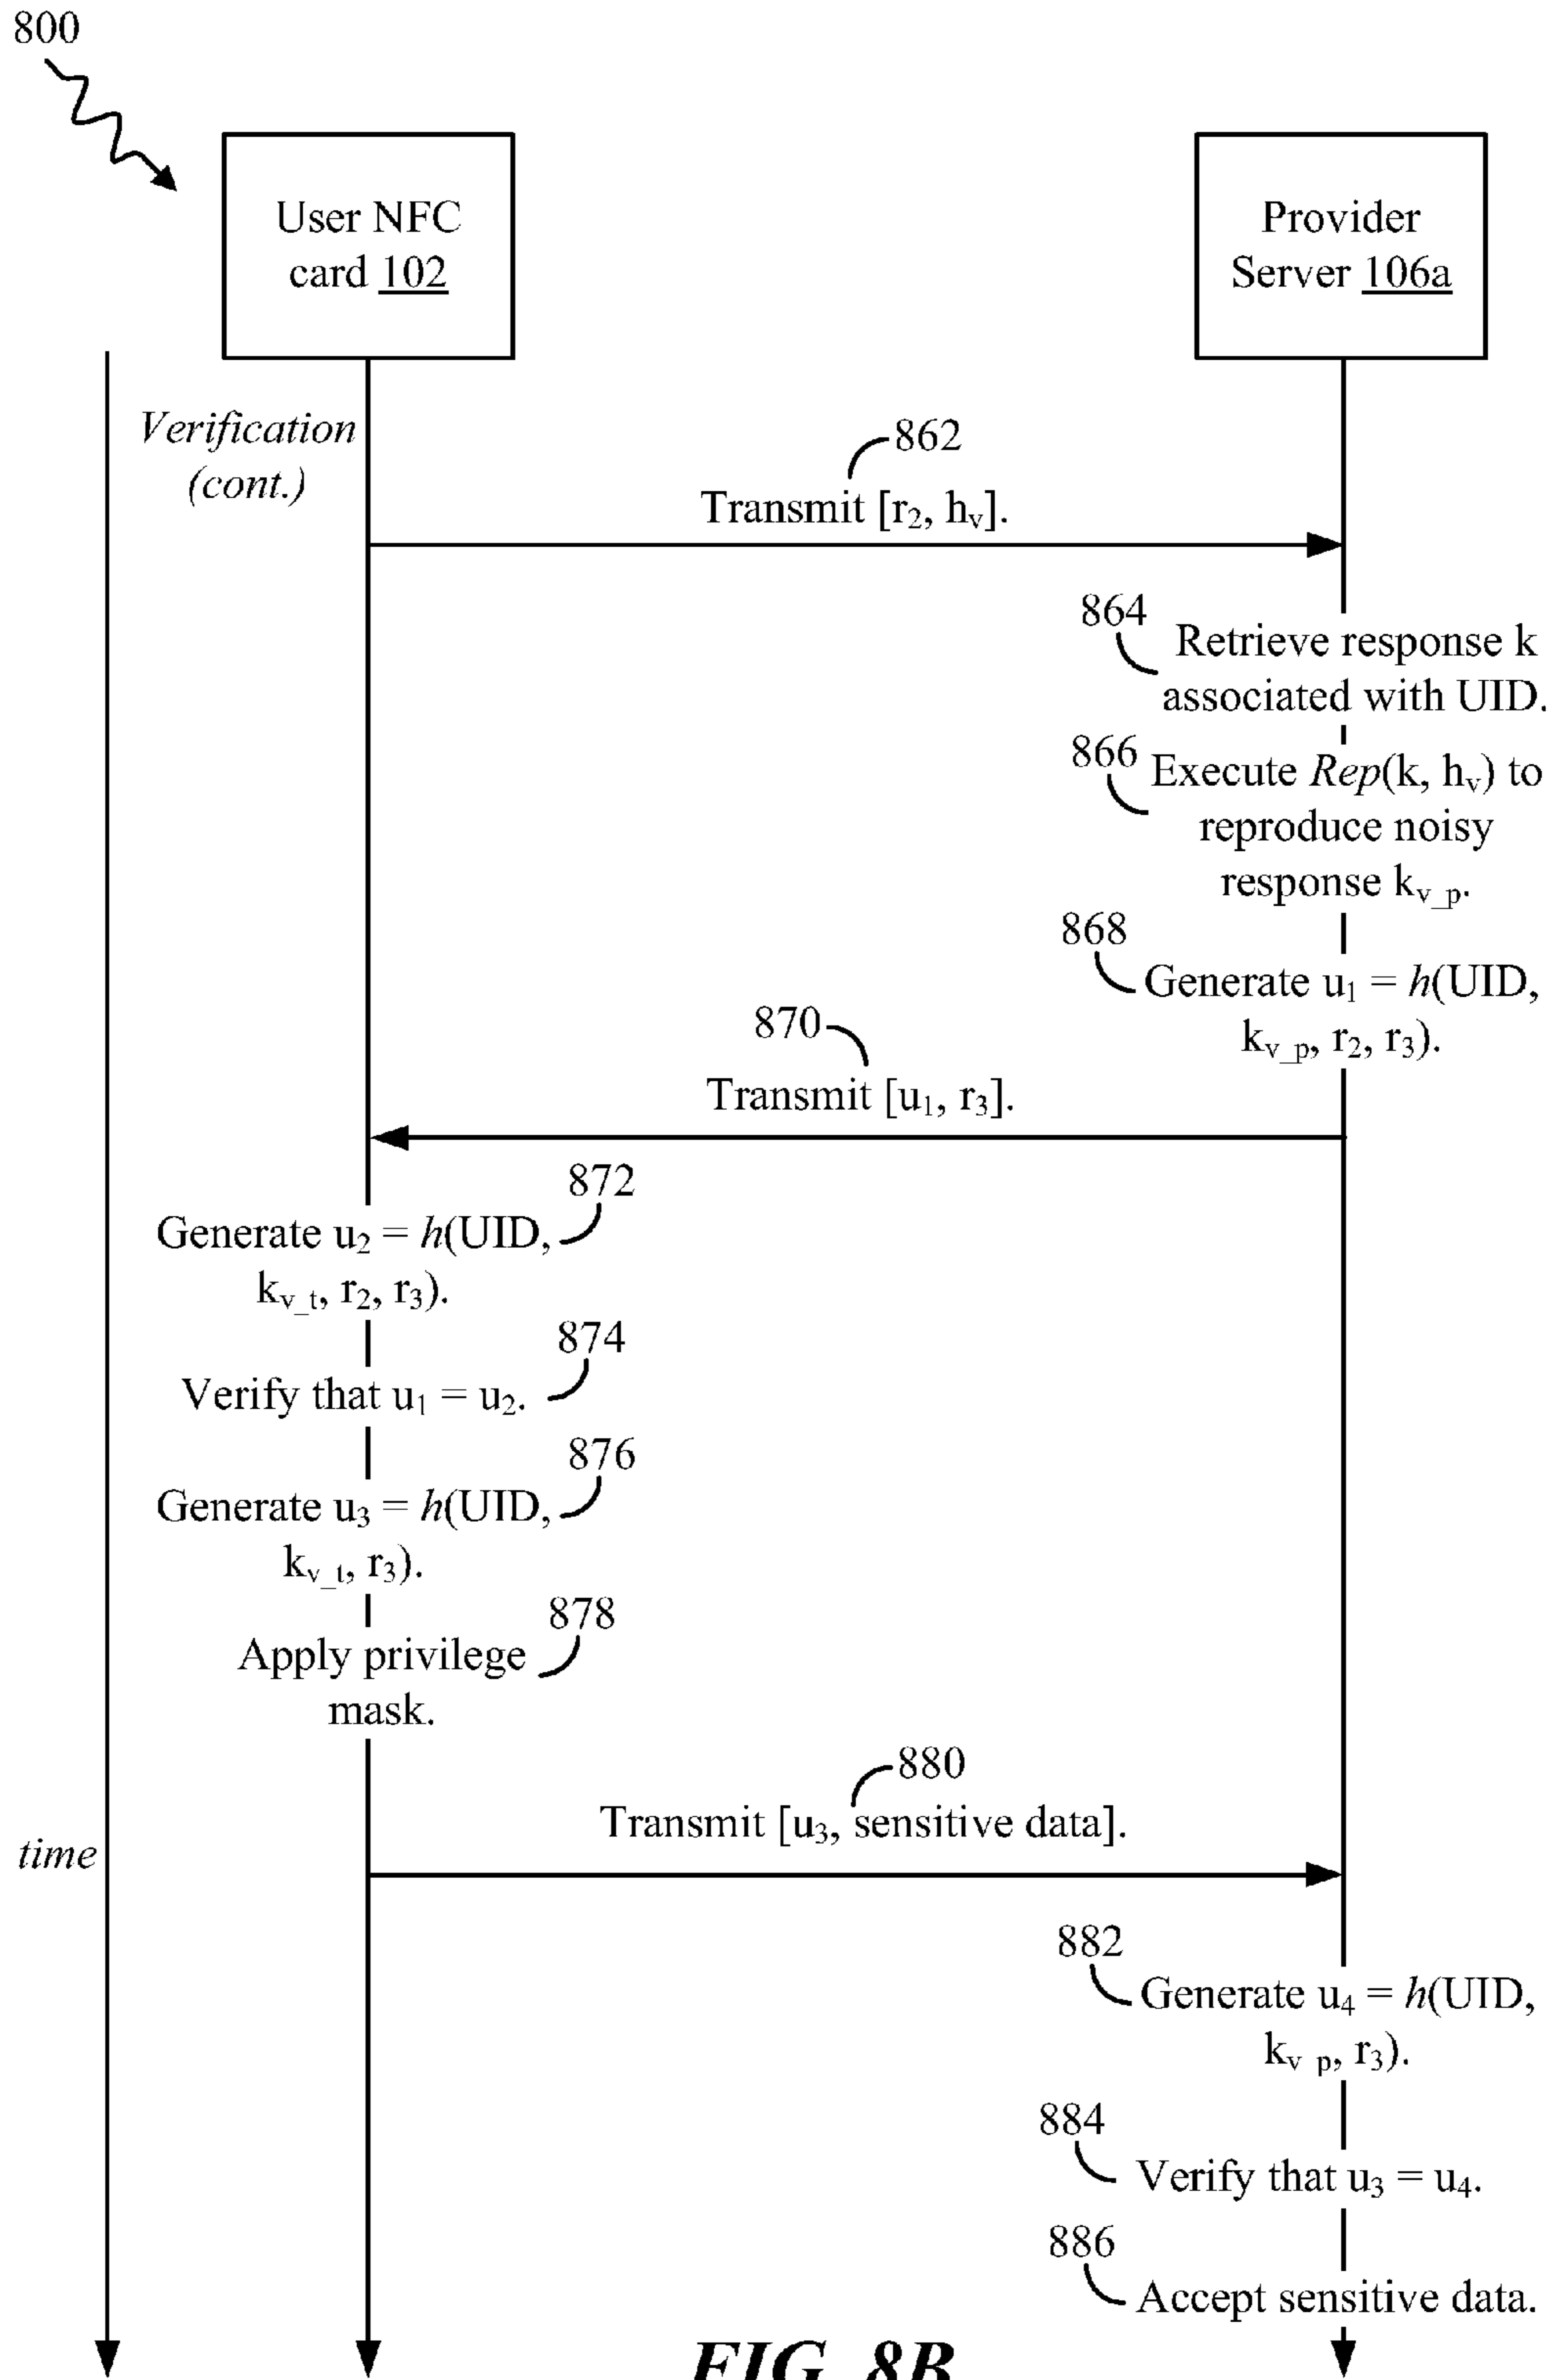 800
User NFC
card 102
Provider
Server 106a
Verification
(cont.)
862
Transmit [r2, hv].
864
Retrieve response k
associated with UID.
866
Execute Rep(k, hv) to
reproduce noisy
response kv_p.
868
Generate u1 = h(UID,
kv_p, r2, r3).
870
Transmit [u1, r3].
872
Generate u2 = h(UID,
kv_t, r2, r3).
874
Verify that u1 = u2.
876
Generate u3 = h(UID,
kv_t, r3).
878
Apply privilege
mask.
880
Transmit [u3, sensitive data].
time
882
Generate u4 = h(UID,
kv_p, r3).
884
Verify that u3 = u4.
886
Accept sensitive data.
FIG. 8B